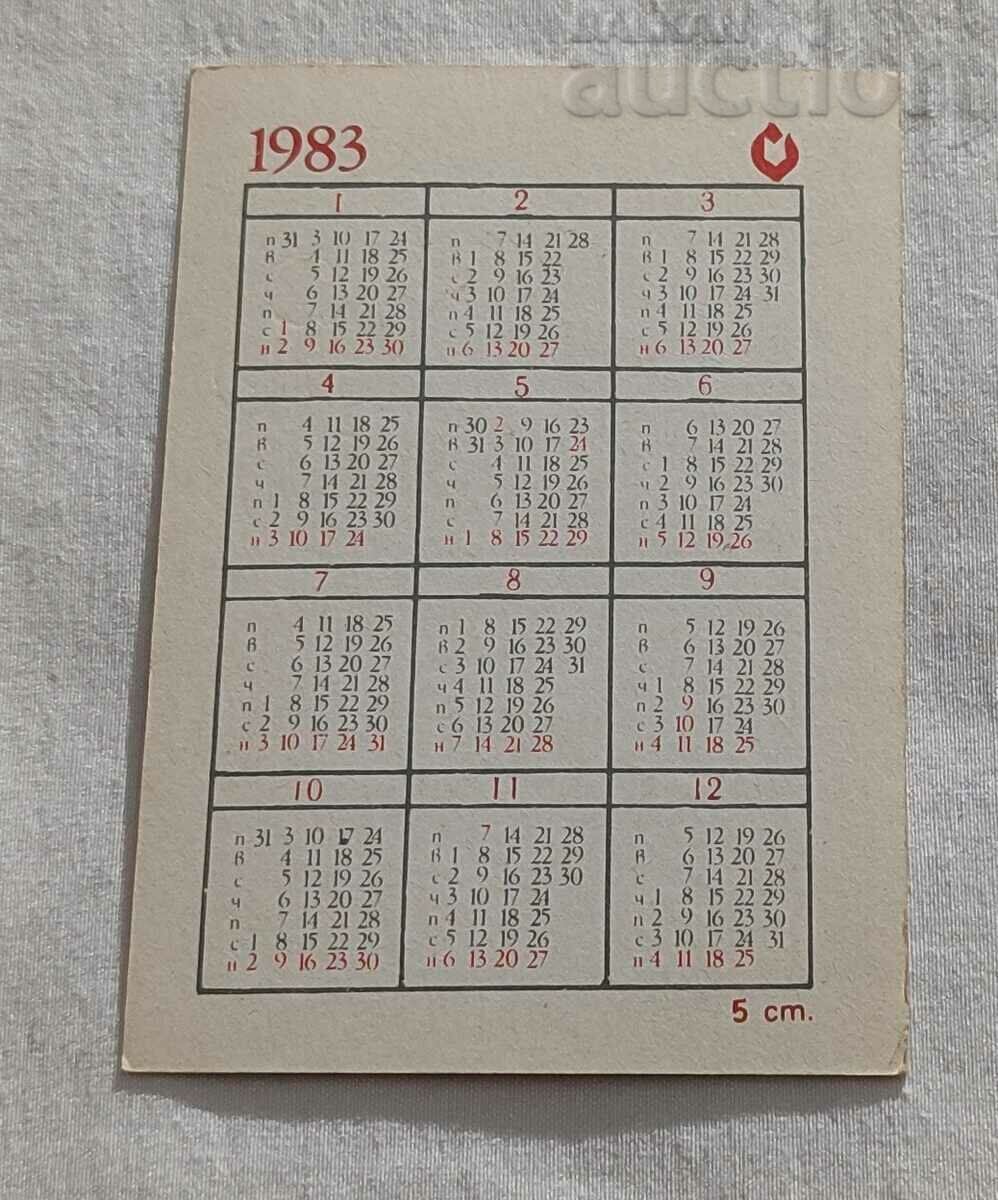 BALKAN
auction
1983
1 2 3
п 31 3 10 17 24
в 4 11 18 25
с 5 12 19 26
ч 6 13 20 27
п 7 14 21 28
с 1 8 15 22 29
н 2 9 16 23 30
п 7 14 21 28
в 1 8 15 22
с 2 9 16 23
ч 3 10 17 24
п 4 11 18 25
с 5 12 19 26
н 6 13 20 27
п 7 14 21 28
в 1 8 15 22 29
с 2 9 16 23 30
ч 3 10 17 24 31
п 4 11 18 25
с 5 12 19 26
н 6 13 20 27
4 5 6
п 4 11 18 25
в 5 12 19 26
с 6 13 20 27
ч 7 14 21 28
п 1 8 15 22 29
с 2 9 16 23 30
н 3 10 17 24
п 30 2 9 16 23
в 31 3 10 17 24
с 4 11 18 25
ч 5 12 19 26
п 6 13 20 27
с 7 14 21 28
н 1 8 15 22 29
п 6 13 20 27
в 7 14 21 28
с 1 8 15 22 29
ч 2 9 16 23 30
п 3 10 17 24
с 4 11 18 25
н 5 12 19 26
7 8 9
п 4 11 18 25
в 5 12 19 26
с 6 13 20 27
ч 7 14 21 28
п 1 8 15 22 29
с 2 9 16 23 30
н 3 10 17 24 31
п 1 8 15 22 29
в 2 9 16 23 30
с 3 10 17 24 31
ч 4 11 18 25
п 5 12 19 26
с 6 13 20 27
н 7 14 21 28
п 5 12 19 26
в 6 13 20 27
с 7 14 21 28
ч 1 8 15 22 29
п 2 9 16 23 30
с 3 10 17 24
н 4 11 18 25
10 11 12
п 31 3 10 17 24
в 4 11 18 25
с 5 12 19 26
ч 6 13 20 27
п 7 14 21 28
с 1 8 15 22 29
н 2 9 16 23 30
п 7 14 21 28
в 1 8 15 22 29
с 2 9 16 23 30
ч 3 10 17 24
п 4 11 18 25
с 5 12 19 26
н 6 13 20 27
п 5 12 19 26
в 6 13 20 27
с 7 14 21 28
ч 1 8 15 22 29
п 2 9 16 23 30
с 3 10 17 24 31
н 4 11 18 25
5 cm.